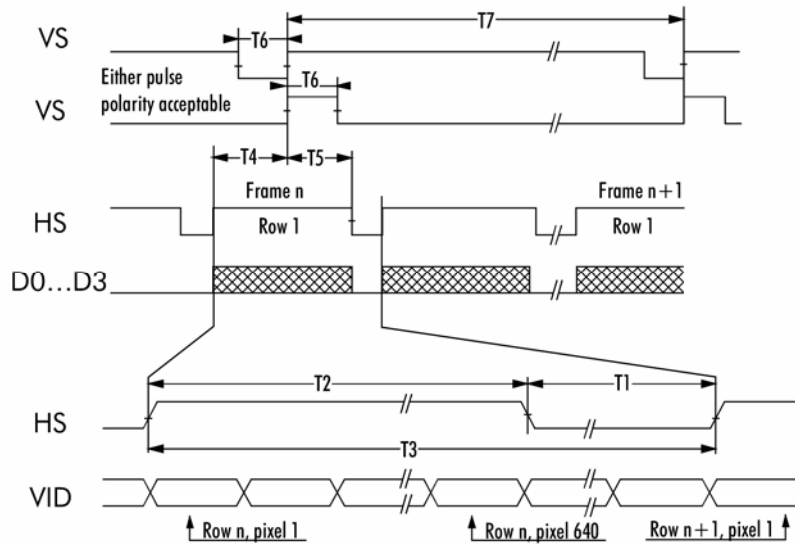 VS
T6
T7
Either pulse
polarity acceptable
T6
VS
T4
T5
Frame n
Frame n+1
HS
Row 1
Row 1
D0...D3
T2
T1
HS
T3
VID
Row n, pixel 1
Row n, pixel 640
Row n+1, pixel 1